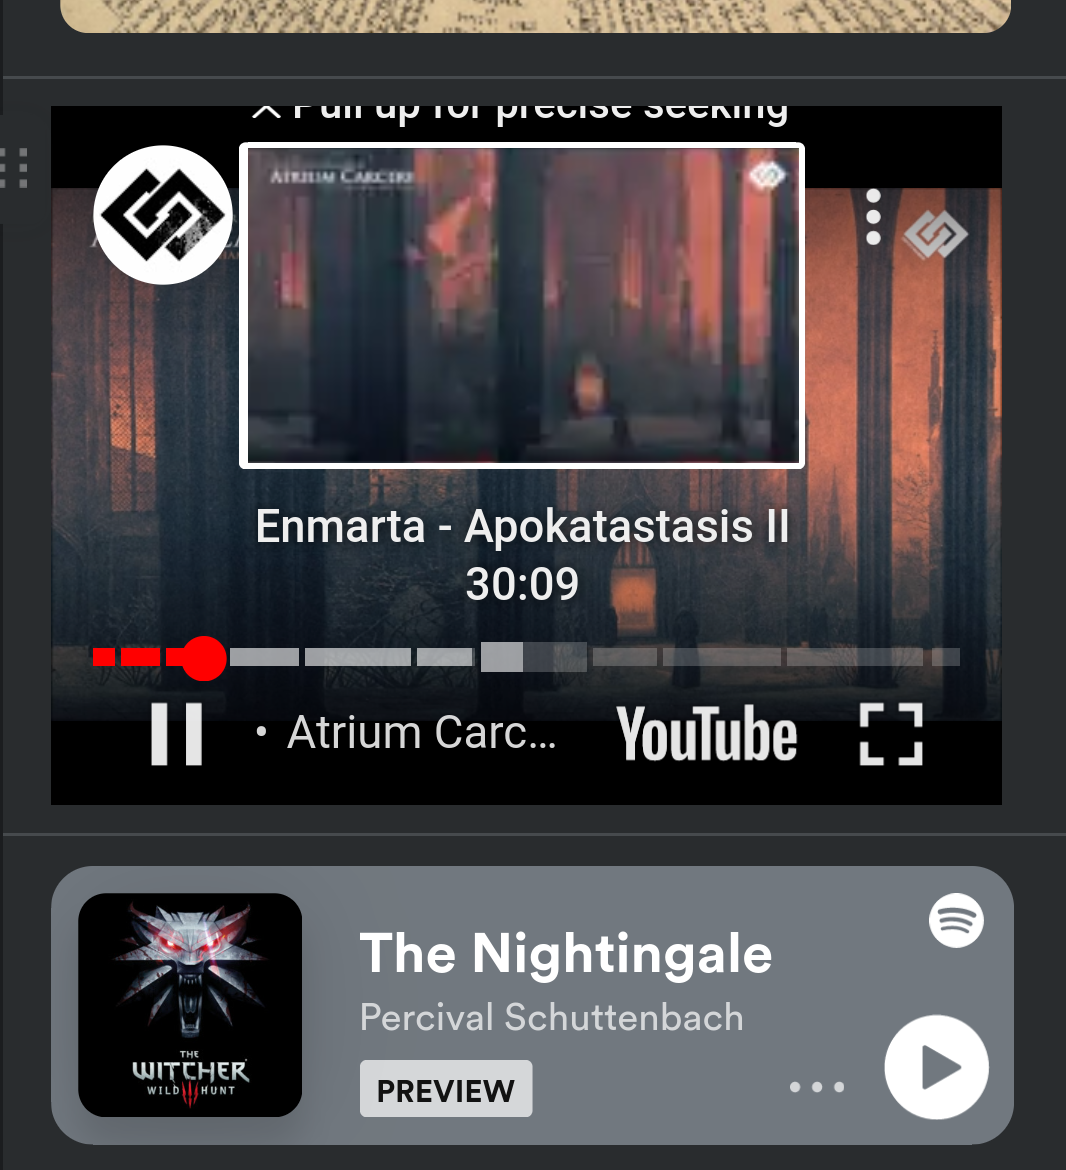 Pull up for precise seeking
ATRIUM CARCERI
Enmarta - Apokatastasis II
30:09
• Atrium Carc...
YouTube
The Nightingale
Percival Schuttenbach
PREVIEW
THE
WITCHER
WILD HUNT